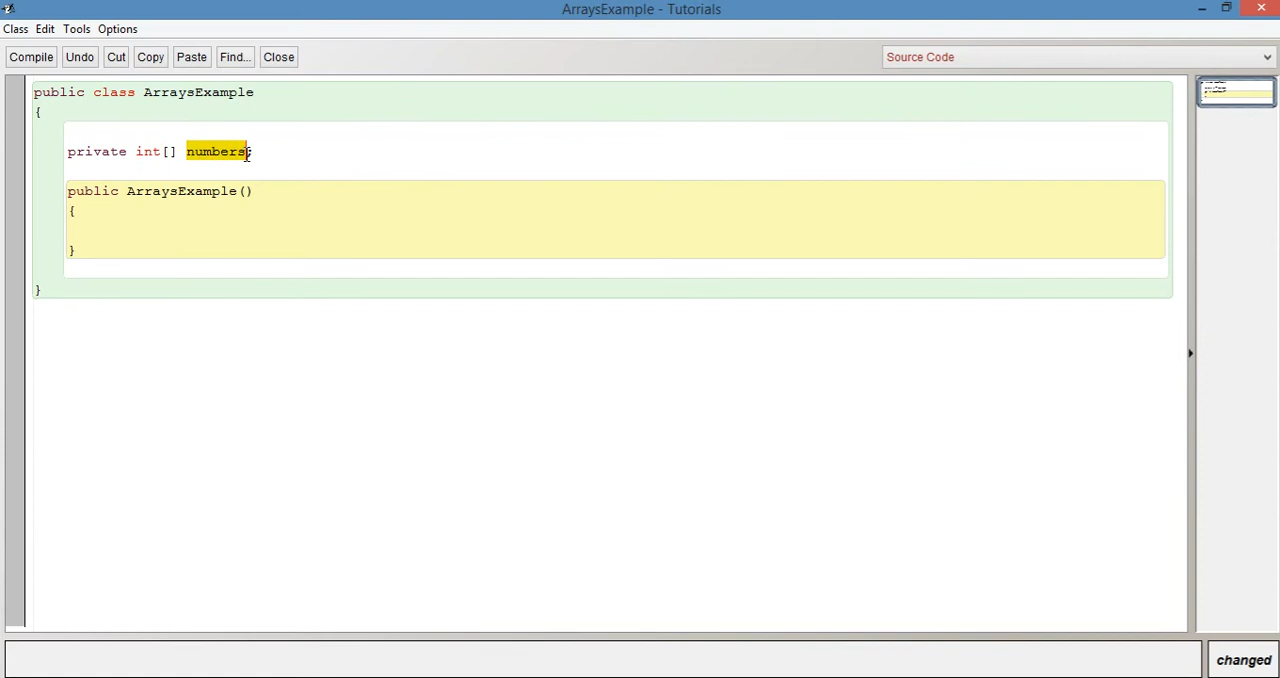 ArraysExample - Tutorials
Class Edit Tools Options
Compile Undo Cut Copy Paste Find... Close Source Code
public class ArraysExample
{
private int[] numbers;
public ArraysExample()
{
}
}
changed